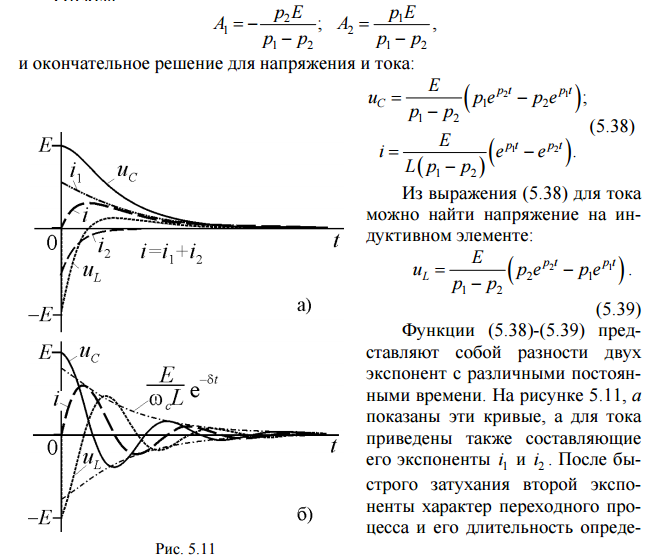 A₁ = − p₂E / (p₁ − p₂); A₂ = p₁E / (p₁ − p₂),
и окончательное решение для напряжения и тока:
u_C = E / (p₁ − p₂) (p₁e^{p₂t} − p₂e^{p₁t});
(5.38)
i = E / (L(p₁ − p₂)) (e^{p₁t} − e^{p₂t}).
Из выражения (5.38) для тока
можно найти напряжение на ин-
дуктивном элементе:
u_L = E / (p₁ − p₂) (p₂e^{p₂t} − p₁e^{p₁t}).
(5.39)
Функции (5.38)-(5.39) пред-
ставляют собой разности двух
экспонент с различными постоян-
ными времени. На рисунке 5.11, а
показаны эти кривые, а для тока
приведены также составляющие
его экспоненты i₁ и i₂. После бы-
строго затухания второй экспо-
ненты характер переходного про-
цесса и его длительность опреде-
E
i₁
u_C
i
0
i₂
i=i₁+i₂
t
u_L
−E
а)
E
u_C
E / (ω_c L) e^{−δt}
i
0
t
u_L
−E
б)
Рис. 5.11